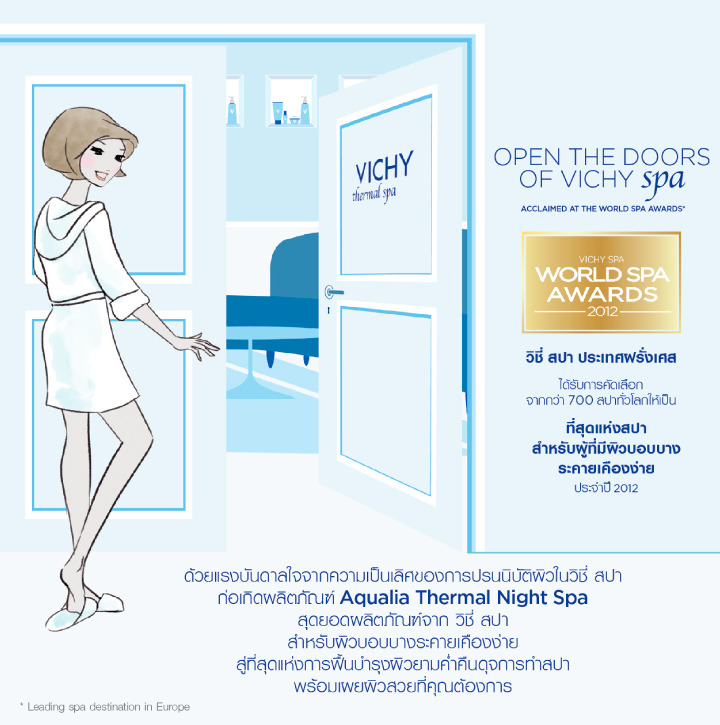 VICHY
thermal spa
OPEN THE DOORS
OF VICHY spa
ACCLAIMED AT THE WORLD SPA AWARDS*
VICHY SPA
WORLD SPA
AWARDS
2012
วิชี่ สปา ประเทศฝรั่งเศส
ได้รับการคัดเลือก
จากกว่า 700 สปาทั่วโลกให้เป็น
ที่สุดแห่งสปา
สำหรับผู้ที่มีผิวบอบบาง
ระคายเคืองง่าย
ประจำปี 2012
ด้วยแรงบันดาลใจจากความเป็นเลิศของการปรนนิบัติผิวในวิชี่ สปา
ก่อเกิดผลิตภัณฑ์ Aqualia Thermal Night Spa
สุดยอดผลิตภัณฑ์จาก วิชี่ สปา
สำหรับผิวบอบบางระคายเคืองง่าย
สู่ที่สุดแห่งการฟื้นบำรุงผิวยามค่ำคืนดุจการทำสปา
พร้อมเผยผิวสวยที่คุณต้องการ
* Leading spa destination in Europe